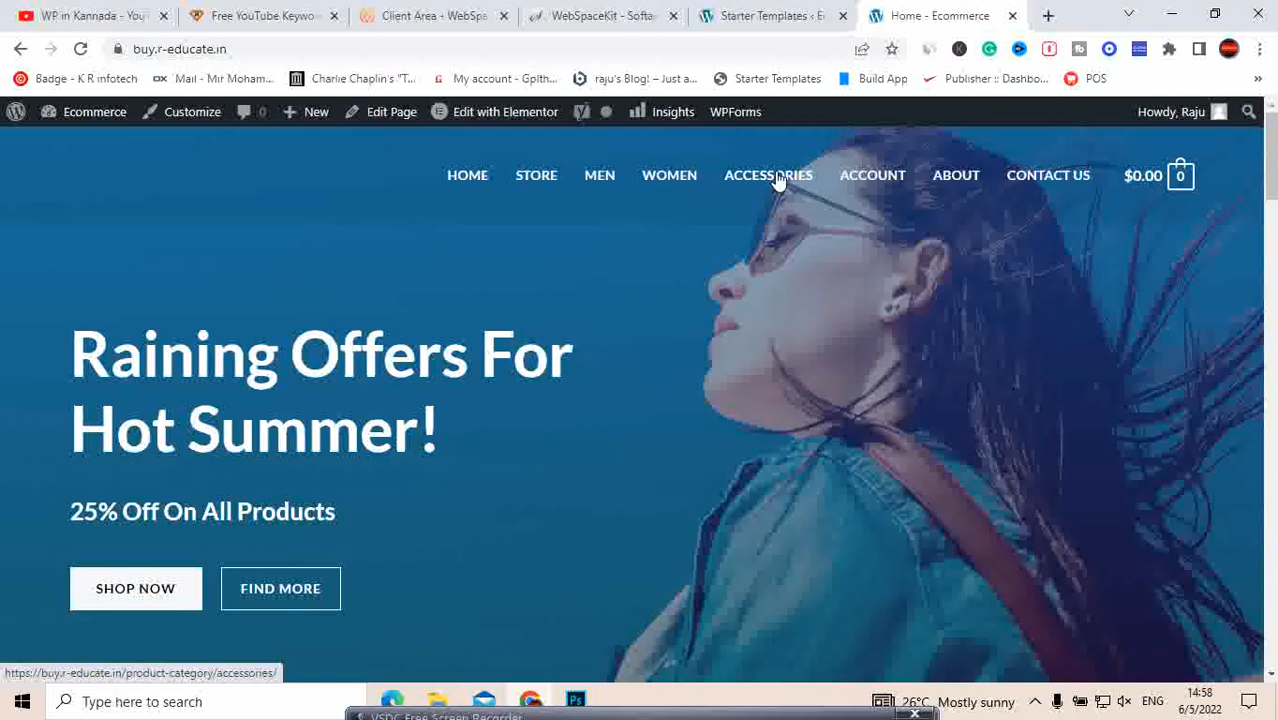 WP in Kannada - You
Free YouTube Keywo
Client Area - WebSpa
WebSpaceKit - Softa
Starter Templates ‹ E
Home - Ecommerce
buy.r-educate.in
Badge - K R infotech
Mail - Mr Moham...
Charlie Chaplin's "T...
My account - Gplth...
raju's Blog! – Just a...
Starter Templates
Build App
Publisher :: Dashbo...
POS
»
Ecommerce
Customize
0
New
Edit Page
Edit with Elementor
Insights
WPForms
Howdy, Raju
HOME
STORE
MEN
WOMEN
ACCESSORIES
ACCOUNT
ABOUT
CONTACT US
$0.00
0
Raining Offers For
Hot Summer!
25% Off On All Products
SHOP NOW
FIND MORE
https://buy.r-educate.in/product-category/accessories/
Type here to search
Ps
26°C Mostly sunny
ENG
14:58
6/5/2022
VSDC Free Screen Recorder